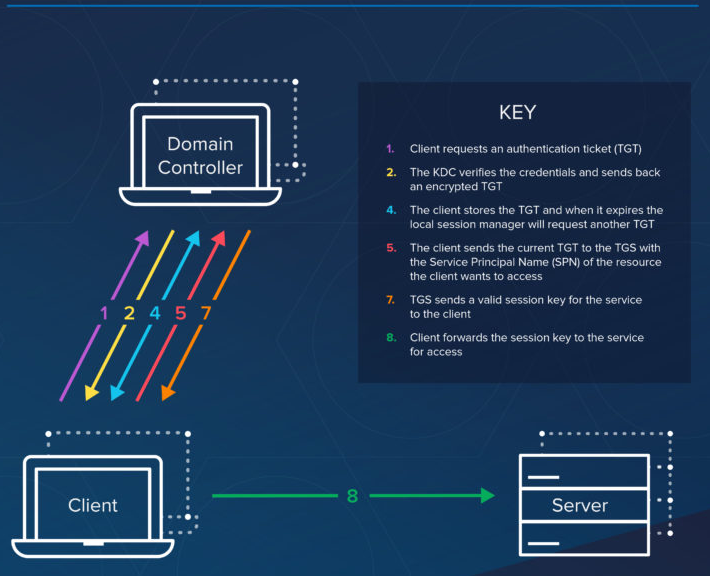 Domain
Controller
KEY
1. Client requests an authentication ticket (TGT)
2. The KDC verifies the credentials and sends back
an encrypted TGT
4. The client stores the TGT and when it expires the
local session manager will request another TGT
5. The client sends the current TGT to the TGS with
the Service Principal Name (SPN) of the resource
the client wants to access
7. TGS sends a valid session key for the service
to the client
8. Client forwards the session key to the service
for access
1 2 4 5 7
Client
8
Server